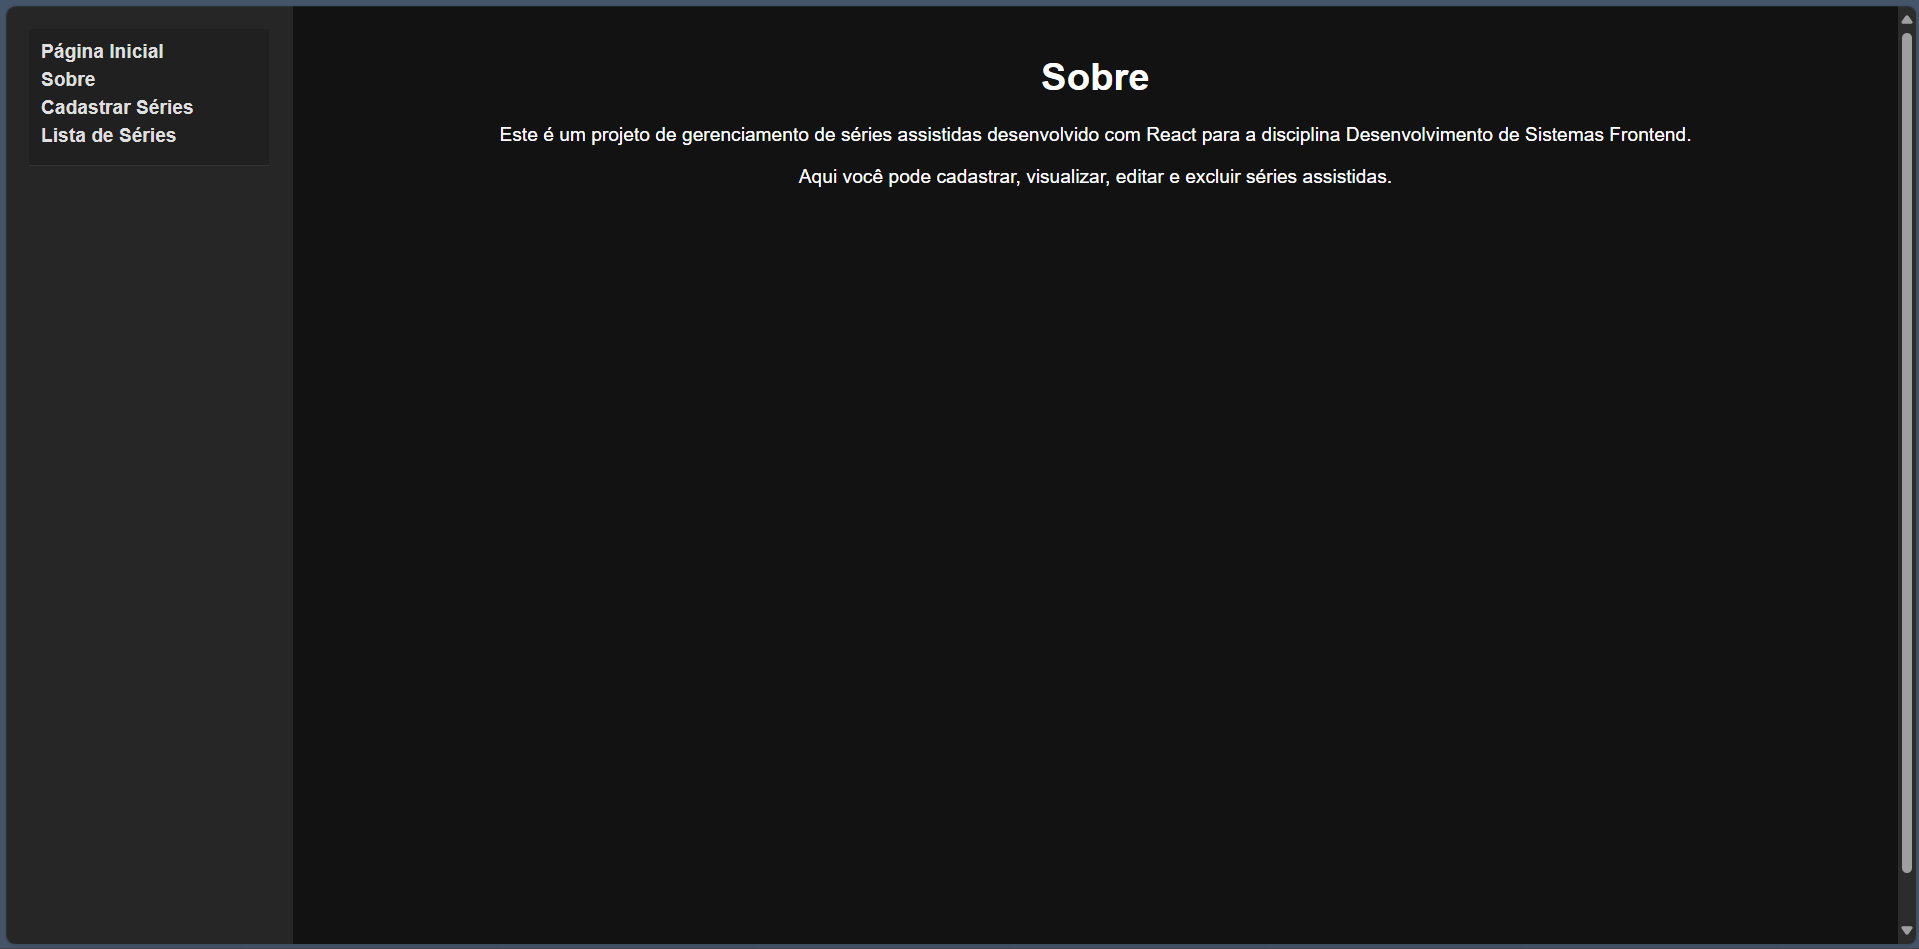 Página Inicial
Sobre
Cadastrar Séries
Lista de Séries
Sobre
Este é um projeto de gerenciamento de séries assistidas desenvolvido com React para a disciplina Desenvolvimento de Sistemas Frontend.
Aqui você pode cadastrar, visualizar, editar e excluir séries assistidas.